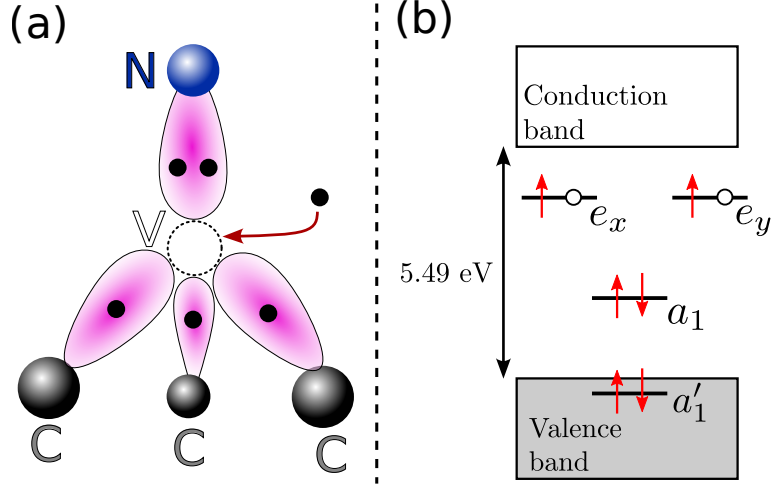 (a)
N
V
C
C
C
(b)
Conduction
band
e_x
e_y
5.49 eV
a_1
a'_1
Valence
band